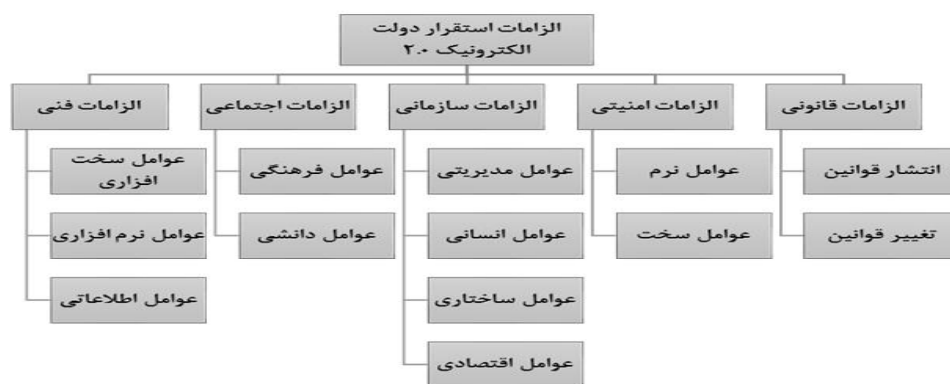 الزامات استقرار دولت
الکترونیک ۲.۰
الزامات قانونی
الزامات امنیتی
الزامات سازمانی
الزامات اجتماعی
الزامات فنی
انتشار قوانین
تغییر قوانین
عوامل نرم
عوامل سخت
عوامل مدیریتی
عوامل انسانی
عوامل ساختاری
عوامل اقتصادی
عوامل فرهنگی
عوامل دانشی
عوامل سخت
افزاری
عوامل نرم افزاری
عوامل اطلاعاتی